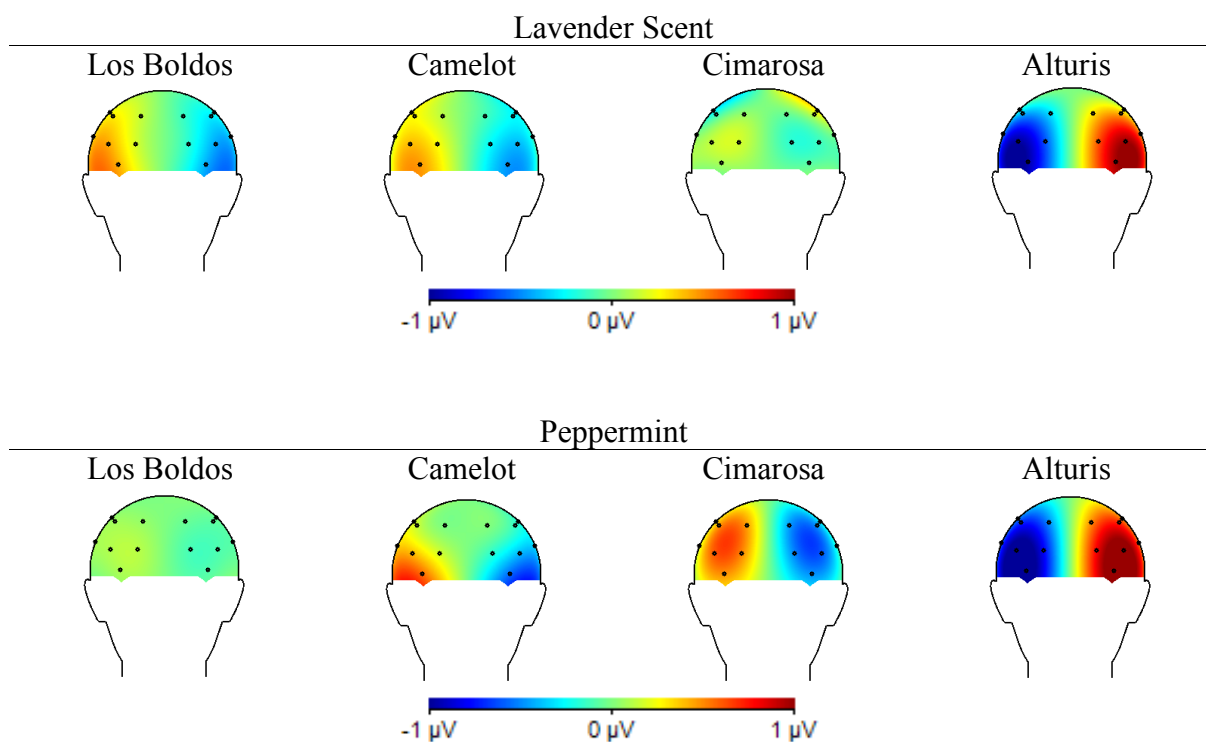 Lavender Scent
Los Boldos Camelot Cimarosa Alturis
-1 µV 0 µV 1 µV
Peppermint
Los Boldos Camelot Cimarosa Alturis
-1 µV 0 µV 1 µV